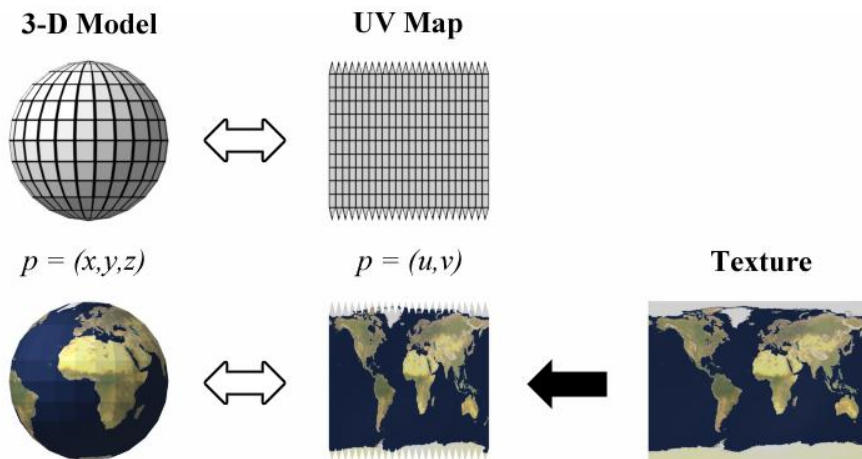 3-D Model
UV Map
p = (x,y,z)
p = (u,v)
Texture